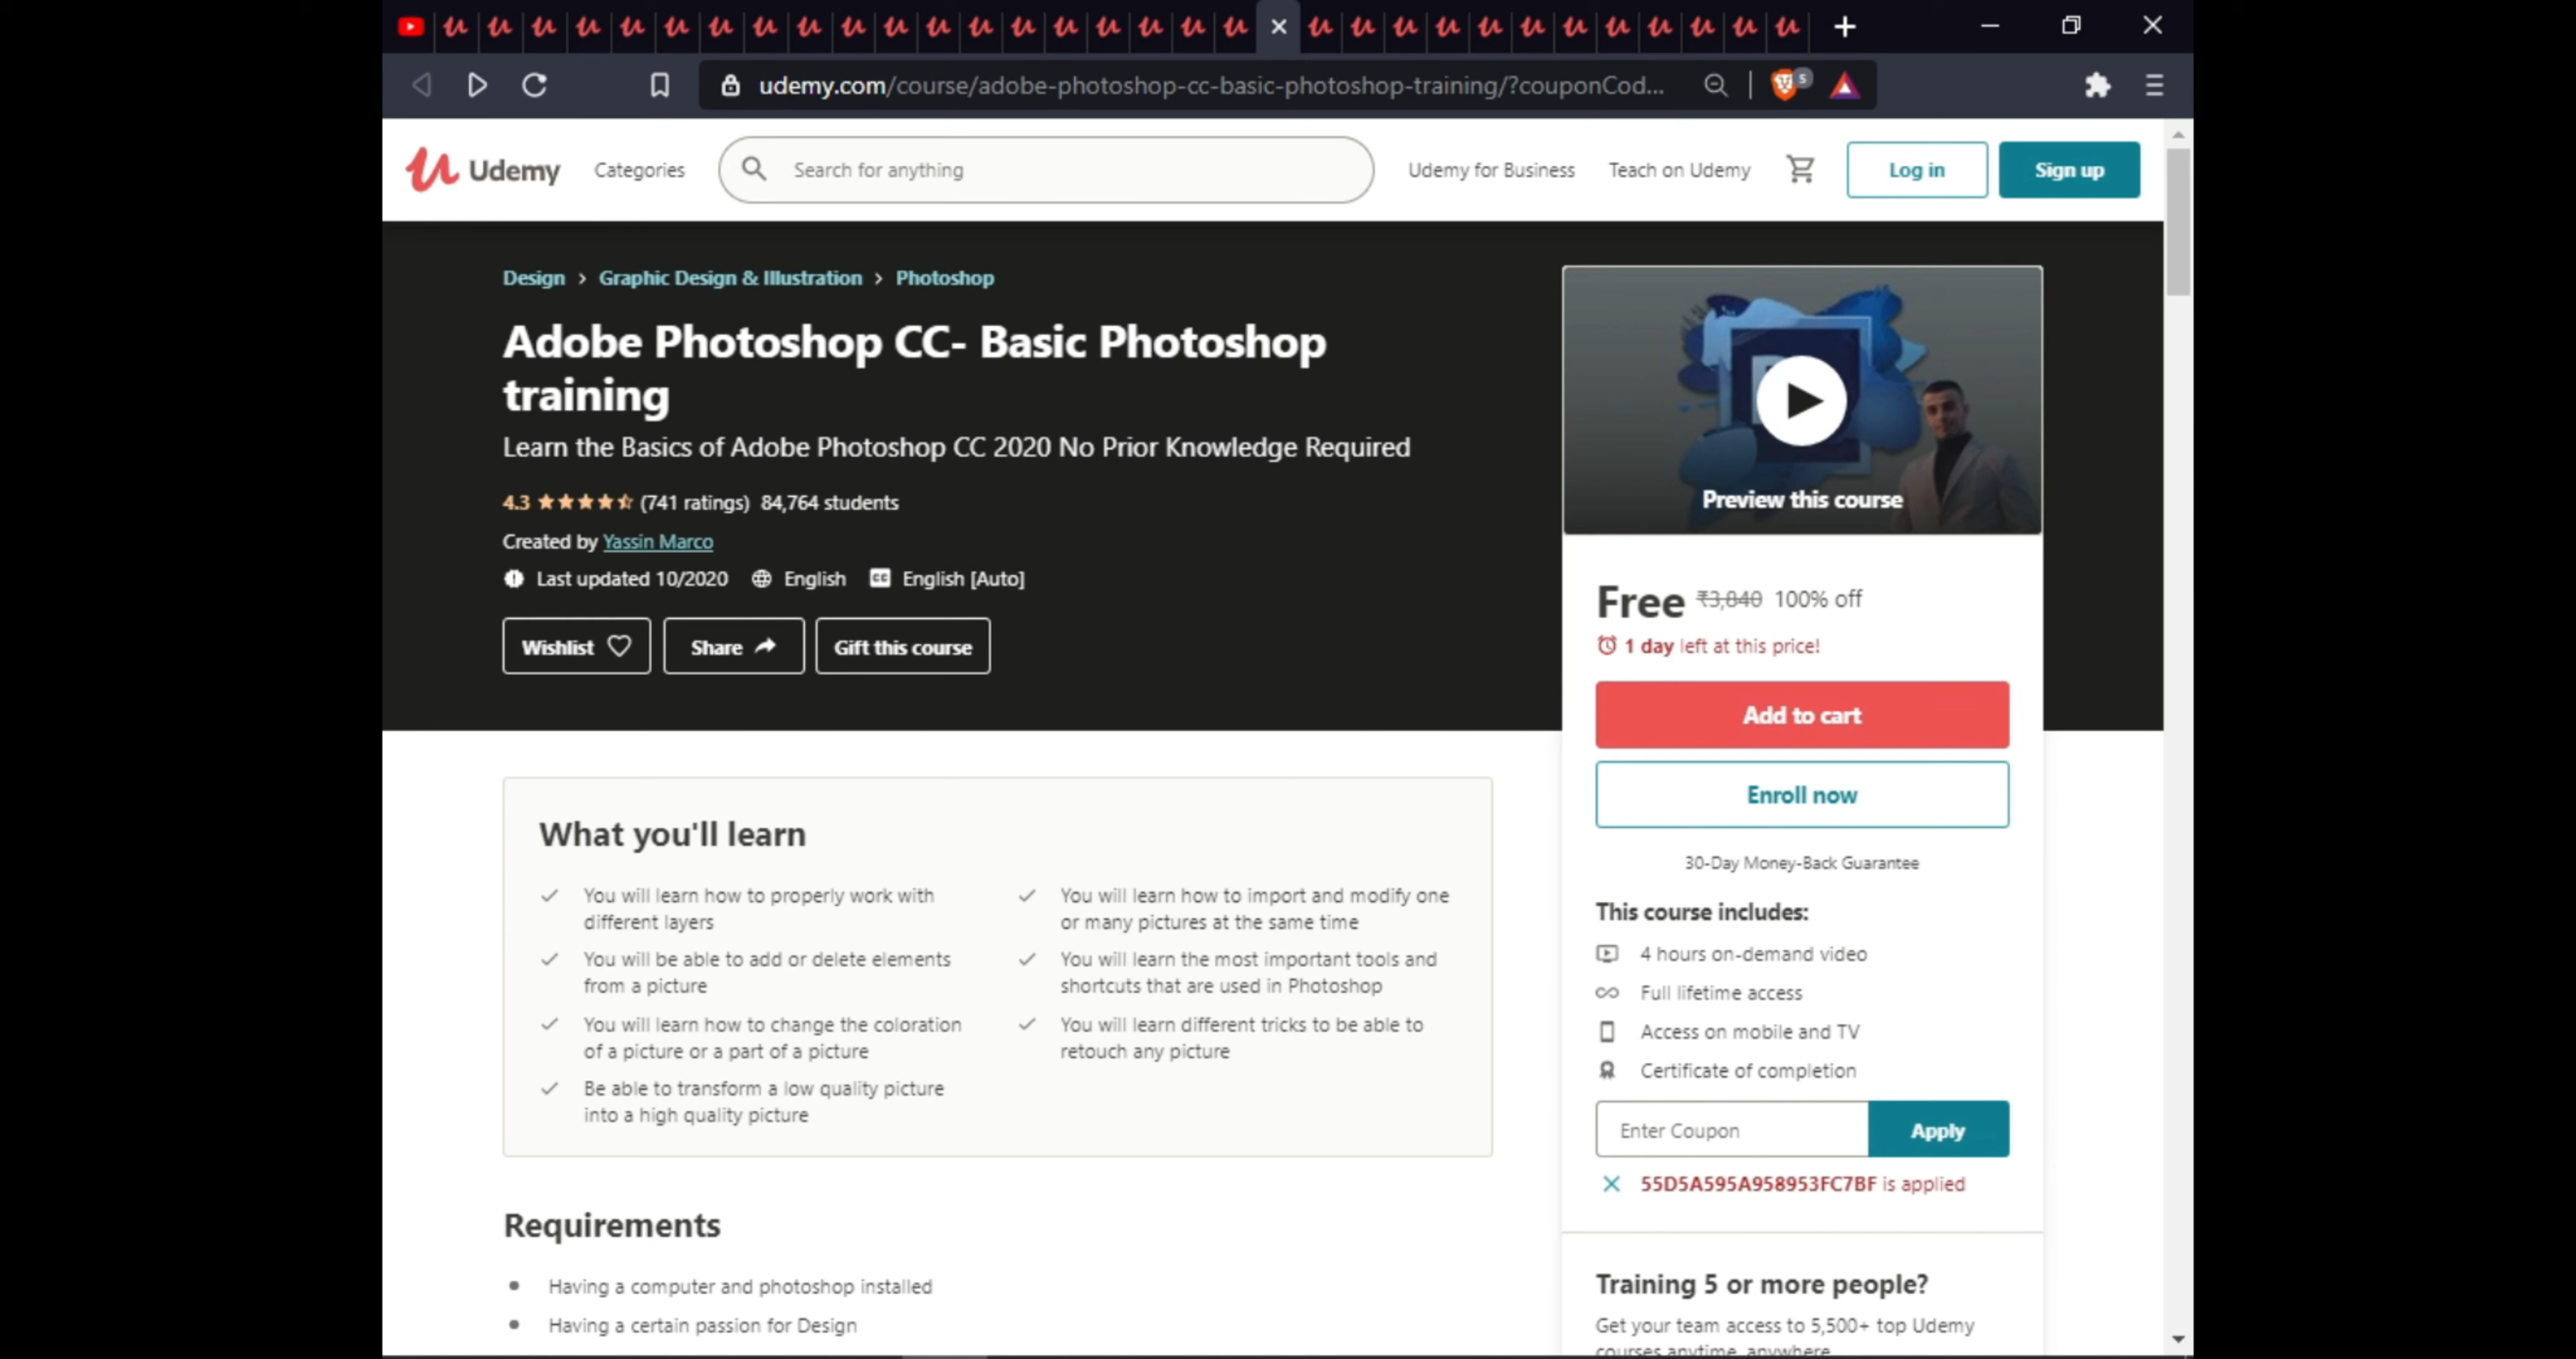 udemy.com/course/adobe-photoshop-cc-basic-photoshop-training/?couponCod...
5
Udemy
Categories
Search for anything
Udemy for Business
Teach on Udemy
Log in
Sign up
Design > Graphic Design & Illustration > Photoshop
Adobe Photoshop CC- Basic Photoshop
training
Learn the Basics of Adobe Photoshop CC 2020 No Prior Knowledge Required
4.3 (741 ratings) 84,764 students
Created by Yassin Marco
Last updated 10/2020 English English [Auto]
Wishlist
Share
Gift this course
Preview this course
Free ₹3,840 100% off
1 day left at this price!
Add to cart
Enroll now
30-Day Money-Back Guarantee
This course includes:
4 hours on-demand video
Full lifetime access
Access on mobile and TV
Certificate of completion
Enter Coupon
Apply
55D5A595A958953FC7BF is applied
Training 5 or more people?
Get your team access to 5,500+ top Udemy
courses anytime, anywhere
What you'll learn
You will learn how to properly work with
different layers
You will be able to add or delete elements
from a picture
You will learn how to change the coloration
of a picture or a part of a picture
Be able to transform a low quality picture
into a high quality picture
You will learn how to import and modify one
or many pictures at the same time
You will learn the most important tools and
shortcuts that are used in Photoshop
You will learn different tricks to be able to
retouch any picture
Requirements
Having a computer and photoshop installed
Having a certain passion for Design